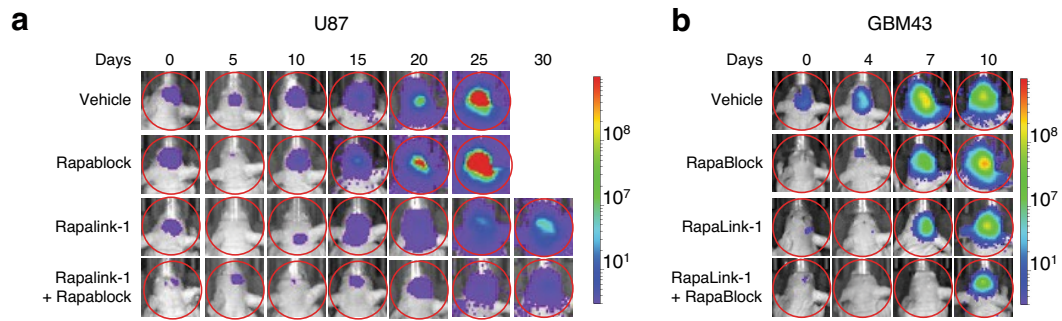 a
U87
Days 0 5 10 15 20 25 30
Vehicle
Rapablock
Rapalink-1
Rapalink-1
+ Rapablock
10⁸
10⁷
10¹
b
GBM43
Days 0 4 7 10
Vehicle
RapaBlock
RapaLink-1
RapaLink-1
+ RapaBlock
10⁸
10⁷
10¹